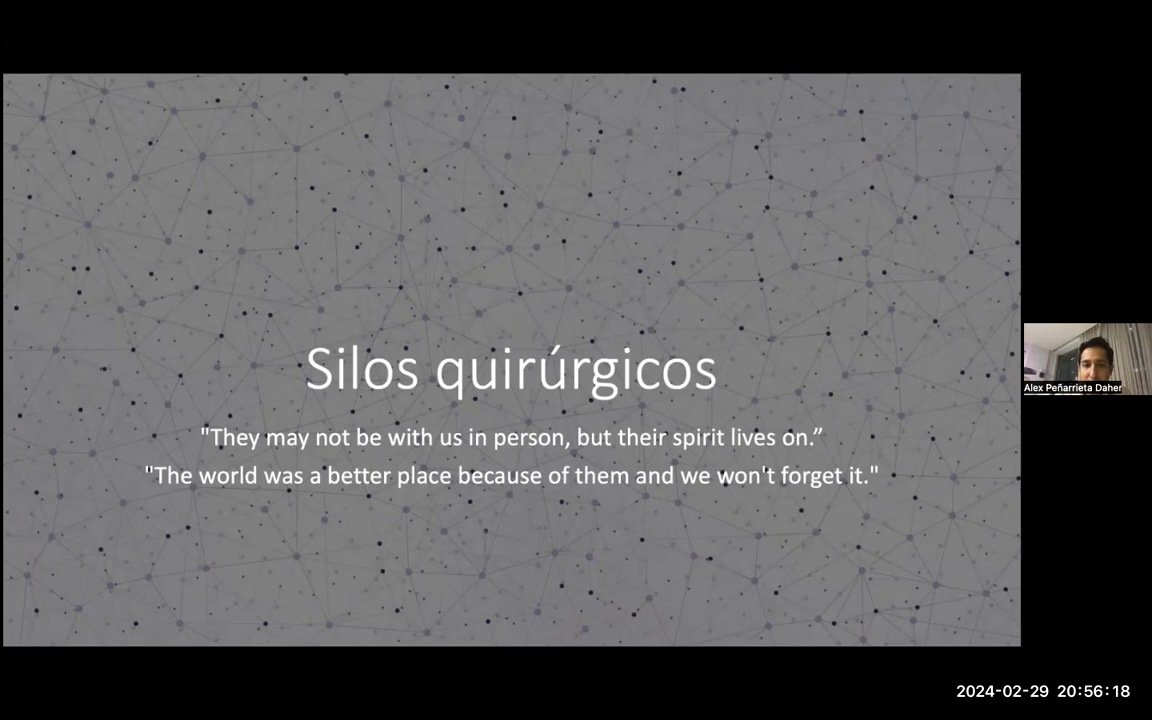 Silos quirúrgicos
"They may not be with us in person, but their spirit lives on.”
"The world was a better place because of them and we won't forget it."
Alex Peñarrieta Daher
2024-02-29 20:56:18